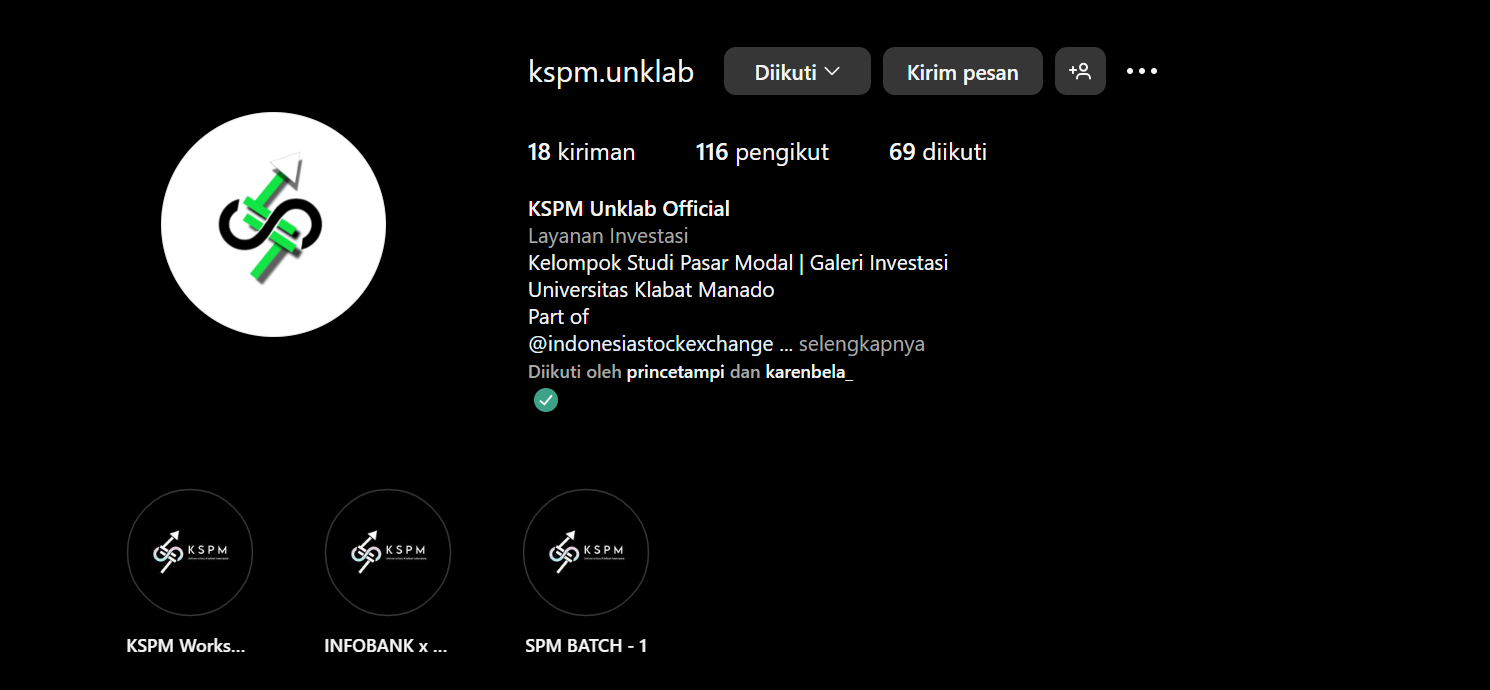 kspm.unklab Diikuti Kirim pesan
18 kiriman 116 pengikut 69 diikuti
KSPM Unklab Official
Layanan Investasi
Kelompok Studi Pasar Modal | Galeri Investasi
Universitas Klabat Manado
Part of
@indonesiastockexchange ... selengkapnya
Diikuti oleh princetampi dan karenbela_
KSPM KSPM KSPM
KSPM Works... INFOBANK x ... SPM BATCH - 1